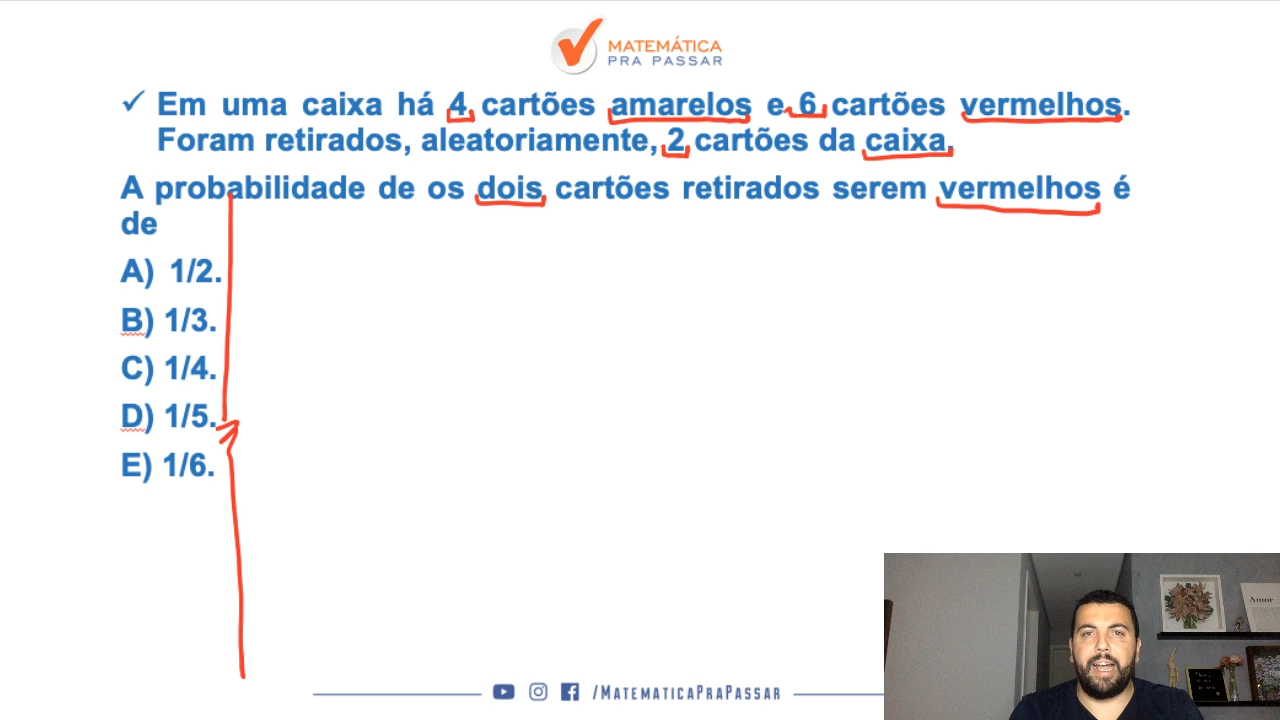 MATEMÁTICA
PRA PASSAR
✓ Em uma caixa há 4 cartões amarelos e 6 cartões vermelhos.
Foram retirados, aleatoriamente, 2 cartões da caixa.
A probabilidade de os dois cartões retirados serem vermelhos é
de
A) 1/2.
B) 1/3.
C) 1/4.
D) 1/5.
E) 1/6.
Amor
/MATEMATICAPRAPASSAR